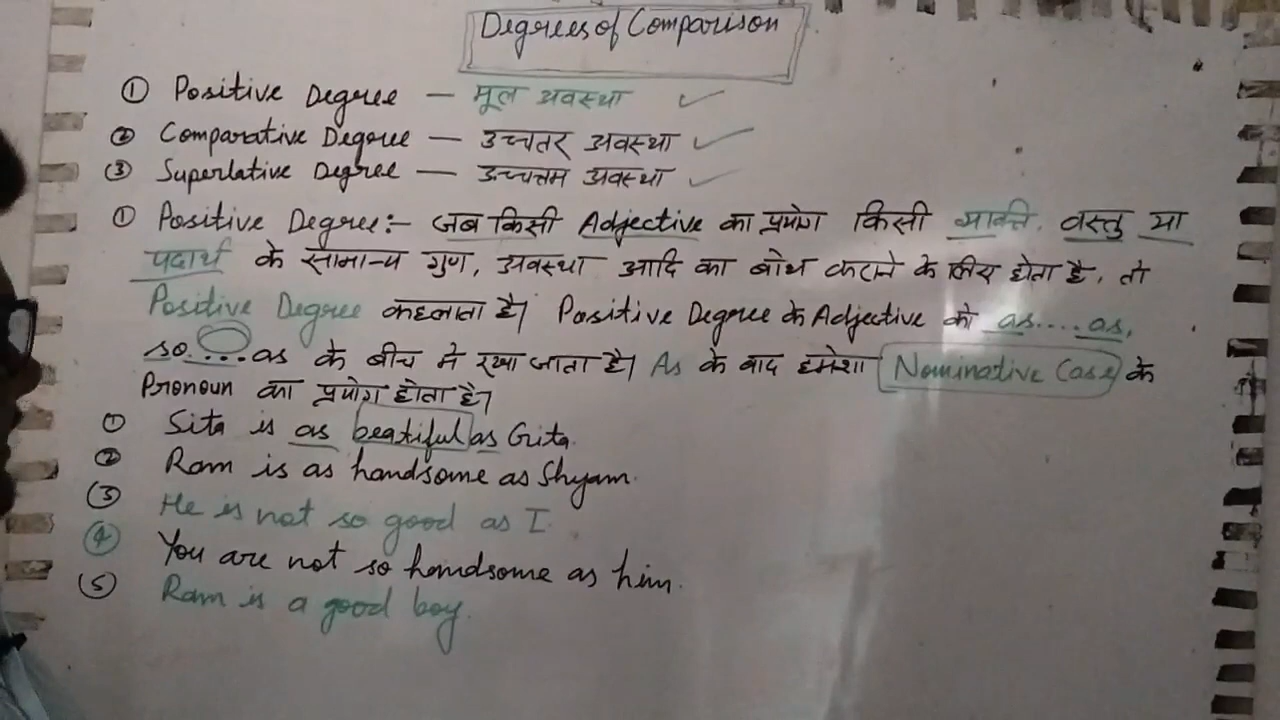 Degrees of Comparison
① Positive Degree — मूल अवस्था ✓
② Comparative Degree — उच्चतर अवस्था ✓
③ Superlative Degree — उच्चत्तम अवस्था ✓
① Positive Degree:- जब किसी Adjective का प्रयोग किसी व्यक्ति, वस्तु या
पदार्थ के सामान्य गुण, अवस्था आदि का बोध कराने के लिए होता है, तो
Positive Degree कहलाता है। Positive Degree के Adjective को as....as,
so....as के बीच में रखा जाता है। As के बाद हमेशा Nominative Case के
Pronoun का प्रयोग होता है।
① Sita is as beatiful as Gita.
② Ram is as handsome as Shyam.
③ He is not so good as I.
④ You are not so handsome as him.
⑤ Ram is a good boy.